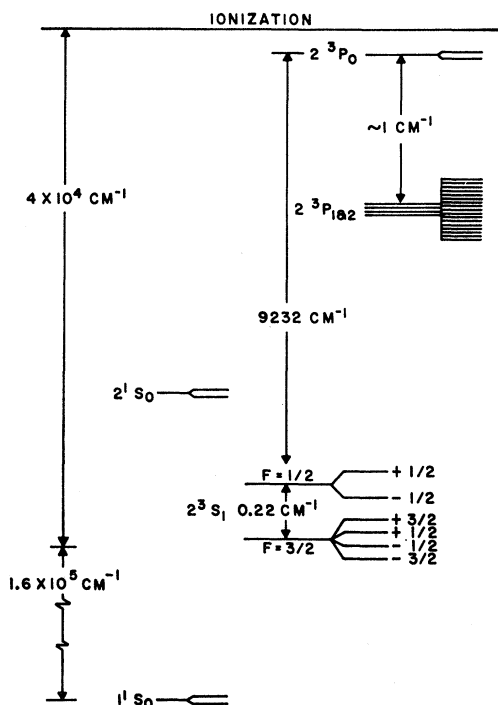 IONIZATION
2 ³P₀
~1 CM⁻¹
4 X 10⁴ CM⁻¹
2 ³P₁&₂
9232 CM⁻¹
2¹ S₀
F = 1/2
+ 1/2
- 1/2
2³ S₁ 0.22 CM⁻¹
+ 3/2
+ 1/2
F = 3/2
- 1/2
- 3/2
1.6 X 10⁵ CM⁻¹
1¹ S₀